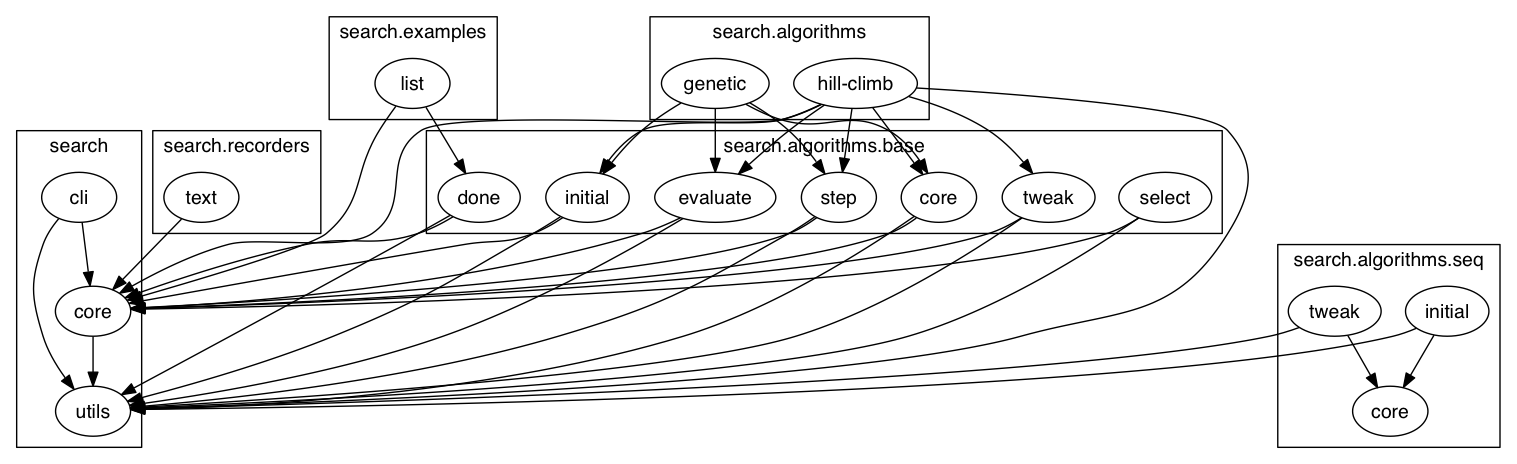 search.examples
search.algorithms
list
genetic
hill-climb
search
search.recorders
search.algorithms.base
cli
text
done
initial
evaluate
step
core
tweak
select
search.algorithms.seq
core
tweak
initial
utils
core